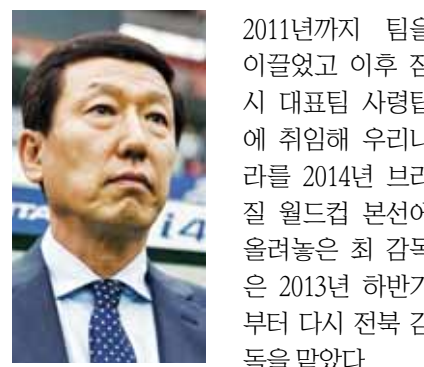 2011년까지 팀을
이끌었고 이후 잠
시 대표팀 사령탑
에 취임해 우리나
라를 2014년 브라
질 월드컵 본선에
올려놓은 최 감독
은 2013년 하반기
부터 다시 전북 감
독을 맡았다
i4